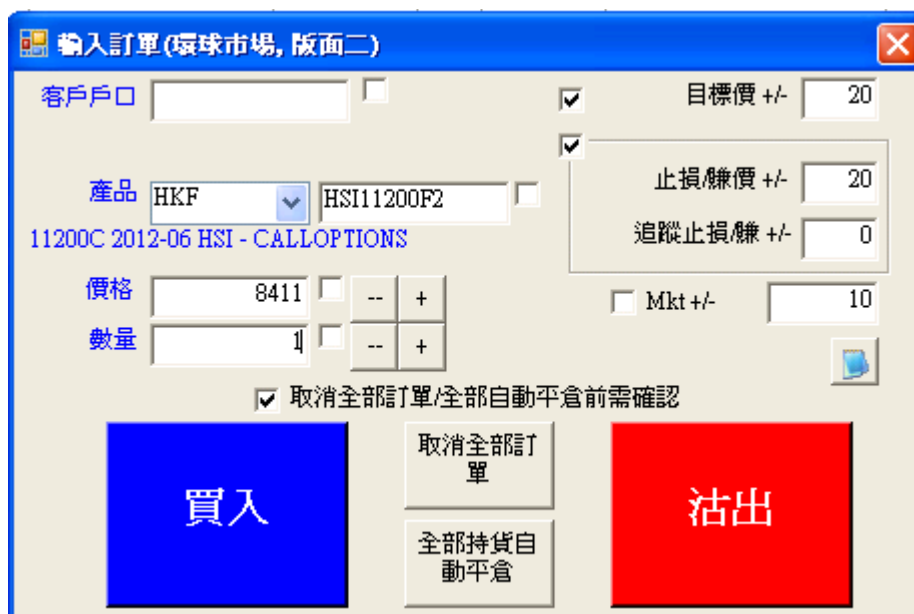 輸入訂單(環球市場, 版面二)
客戶戶口
目標價 +/- 20
產品 HKF HSI11200F2
止損/賺價 +/- 20
11200C 2012-06 HSI - CALLOPTIONS
追蹤止損/賺 +/- 0
價格 8411 -- +
Mkt +/- 10
數量 1 -- +
取消全部訂單/全部自動平倉前需確認
買入
取消全部訂
單
沽出
全部持貨自
動平倉